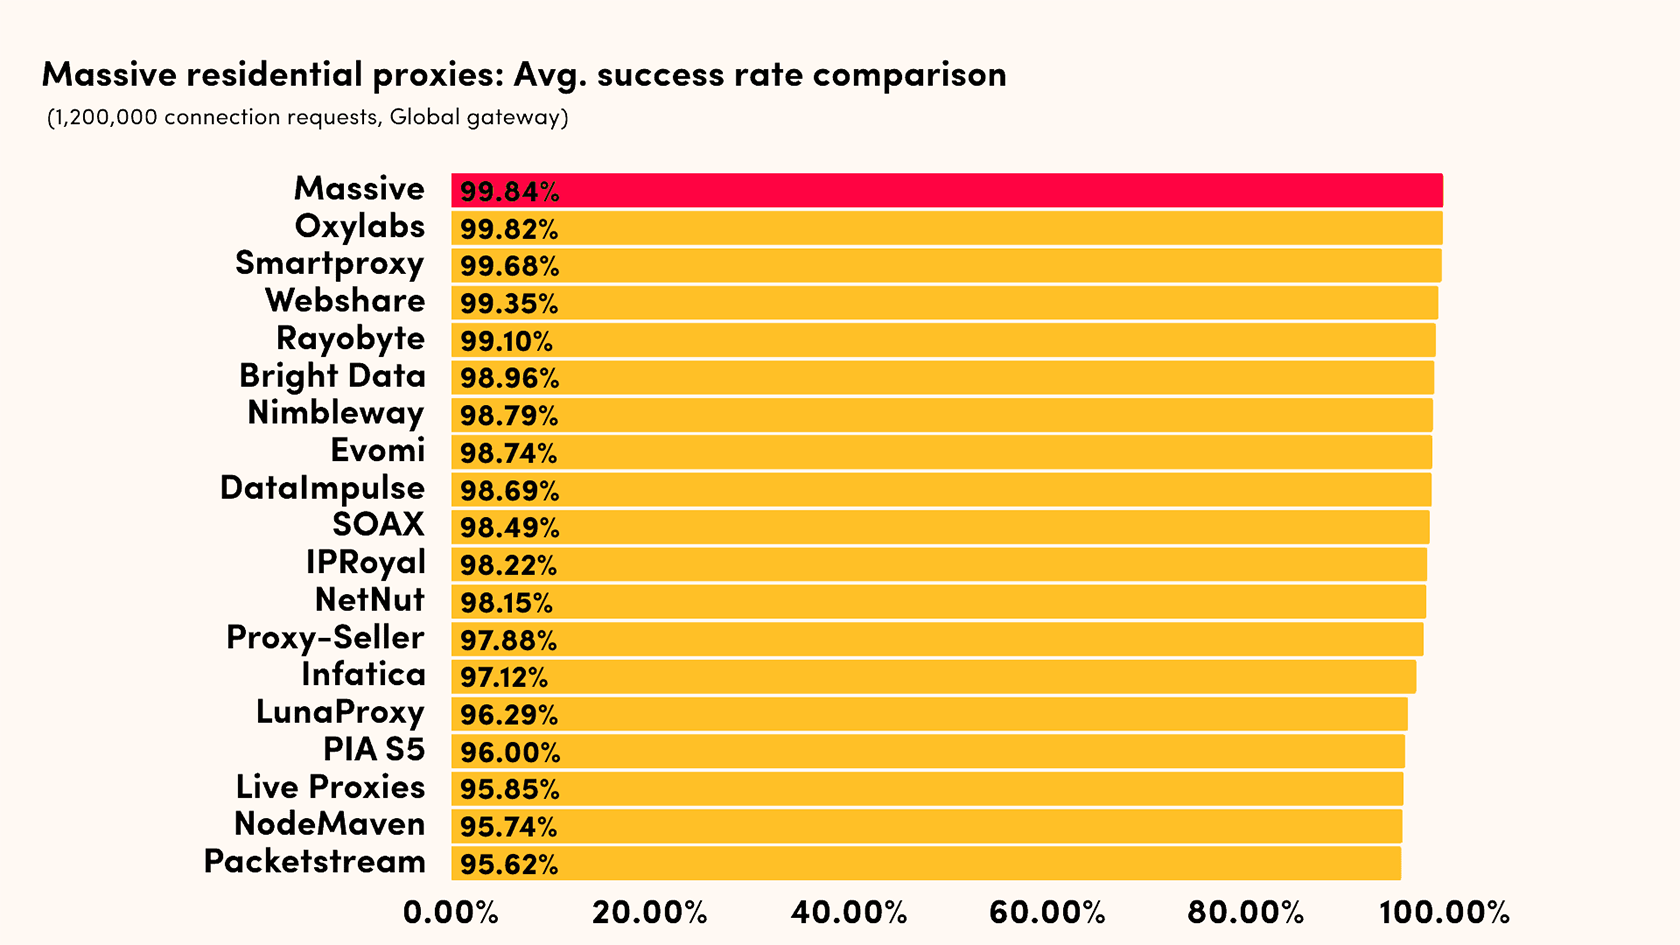 Massive residential proxies: Avg. success rate comparison
(1,200,000 connection requests, Global gateway)
Massive 99.84%
Oxylabs 99.82%
Smartproxy 99.68%
Webshare 99.35%
Rayobyte 99.10%
Bright Data 98.96%
Nimbleway 98.79%
Evomi 98.74%
DataImpulse 98.69%
SOAX 98.49%
IPRoyal 98.22%
NetNut 98.15%
Proxy-Seller 97.88%
Infatica 97.12%
LunaProxy 96.29%
PIA S5 96.00%
Live Proxies 95.85%
NodeMaven 95.74%
Packetstream 95.62%
0.00% 20.00% 40.00% 60.00% 80.00% 100.00%